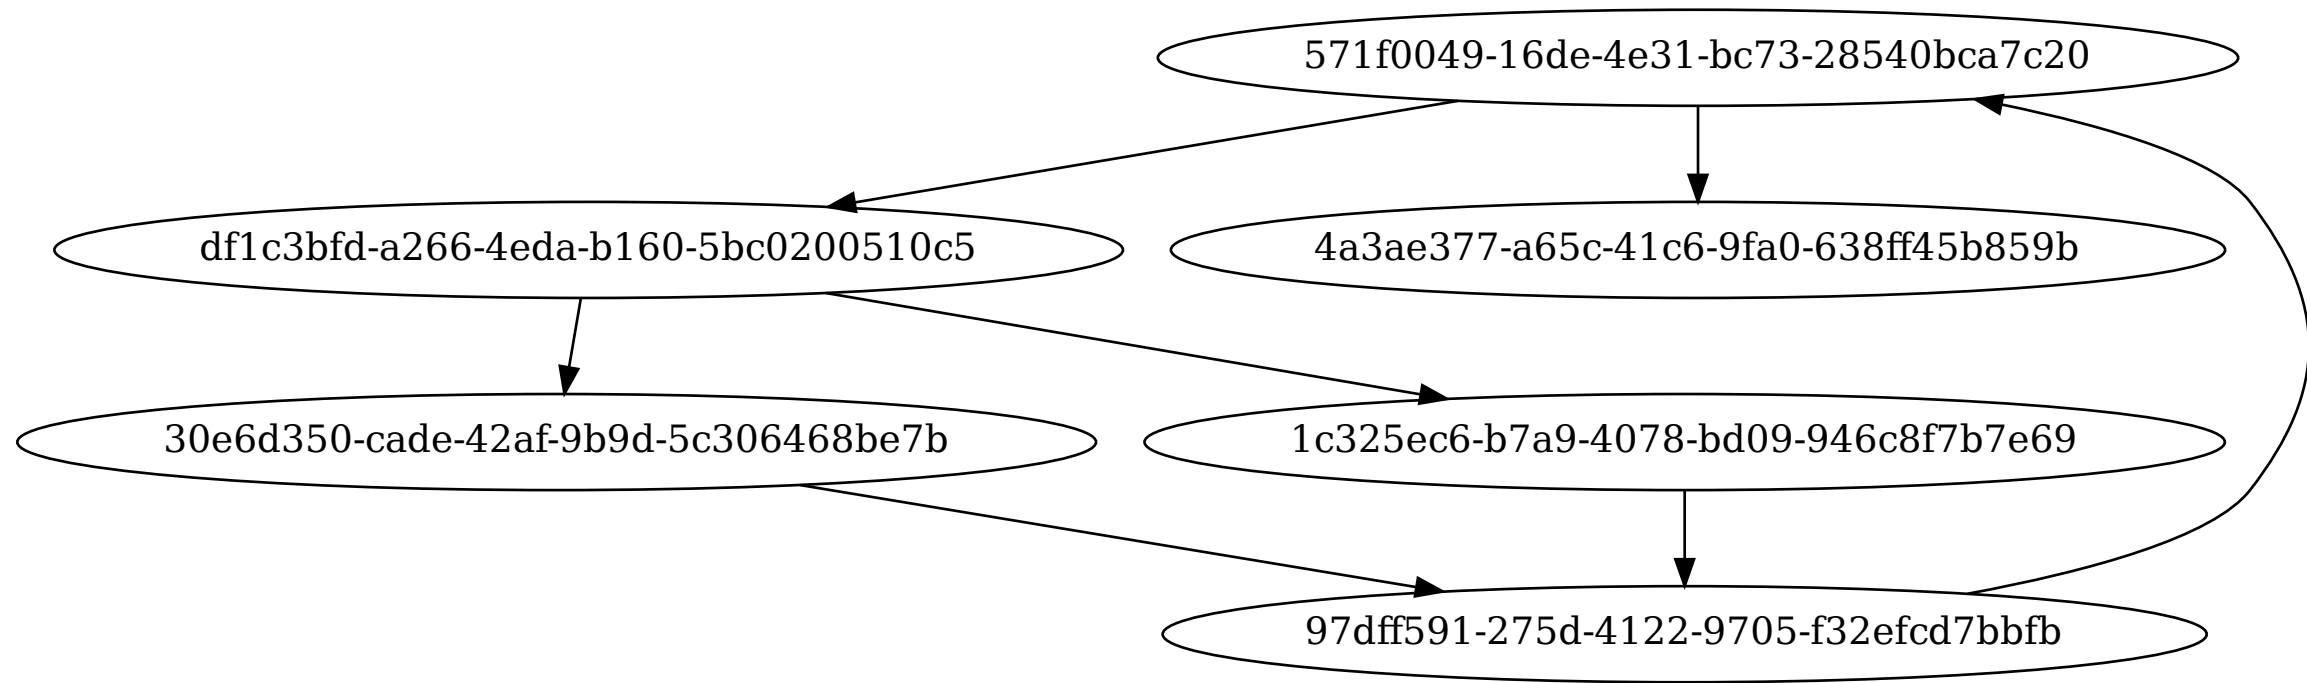 571f0049-16de-4e31-bc73-28540bca7c20
df1c3bfd-a266-4eda-b160-5bc0200510c5
4a3ae377-a65c-41c6-9fa0-638ff45b859b
30e6d350-cade-42af-9b9d-5c306468be7b
1c325ec6-b7a9-4078-bd09-946c8f7b7e69
97dff591-275d-4122-9705-f32efcd7bbfb